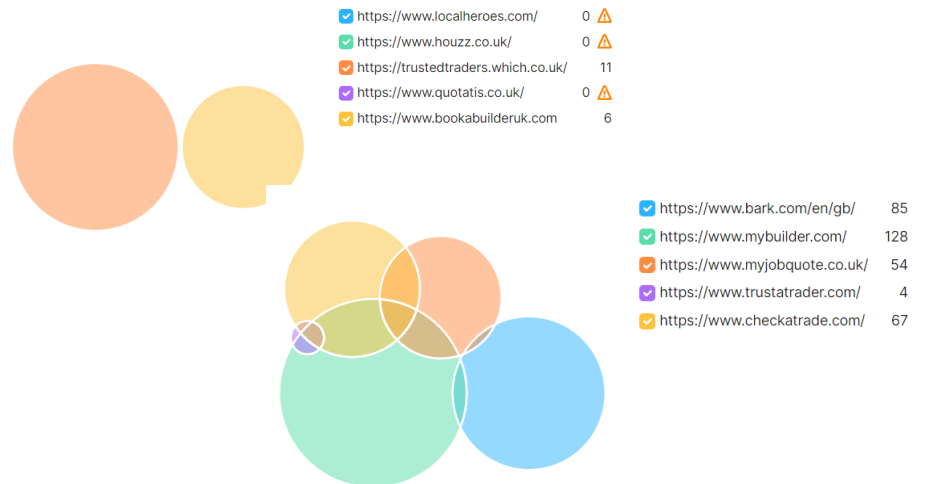 https://www.localheroes.com/ 0
https://www.houzz.co.uk/ 0
https://trustedtraders.which.co.uk/ 11
https://www.quotatis.co.uk/ 0
https://www.bookabuilderuk.com 6
https://www.bark.com/en/gb/ 85
https://www.mybuilder.com/ 128
https://www.myjobquote.co.uk/ 54
https://www.trustatrader.com/ 4
https://www.checkatrade.com/ 67